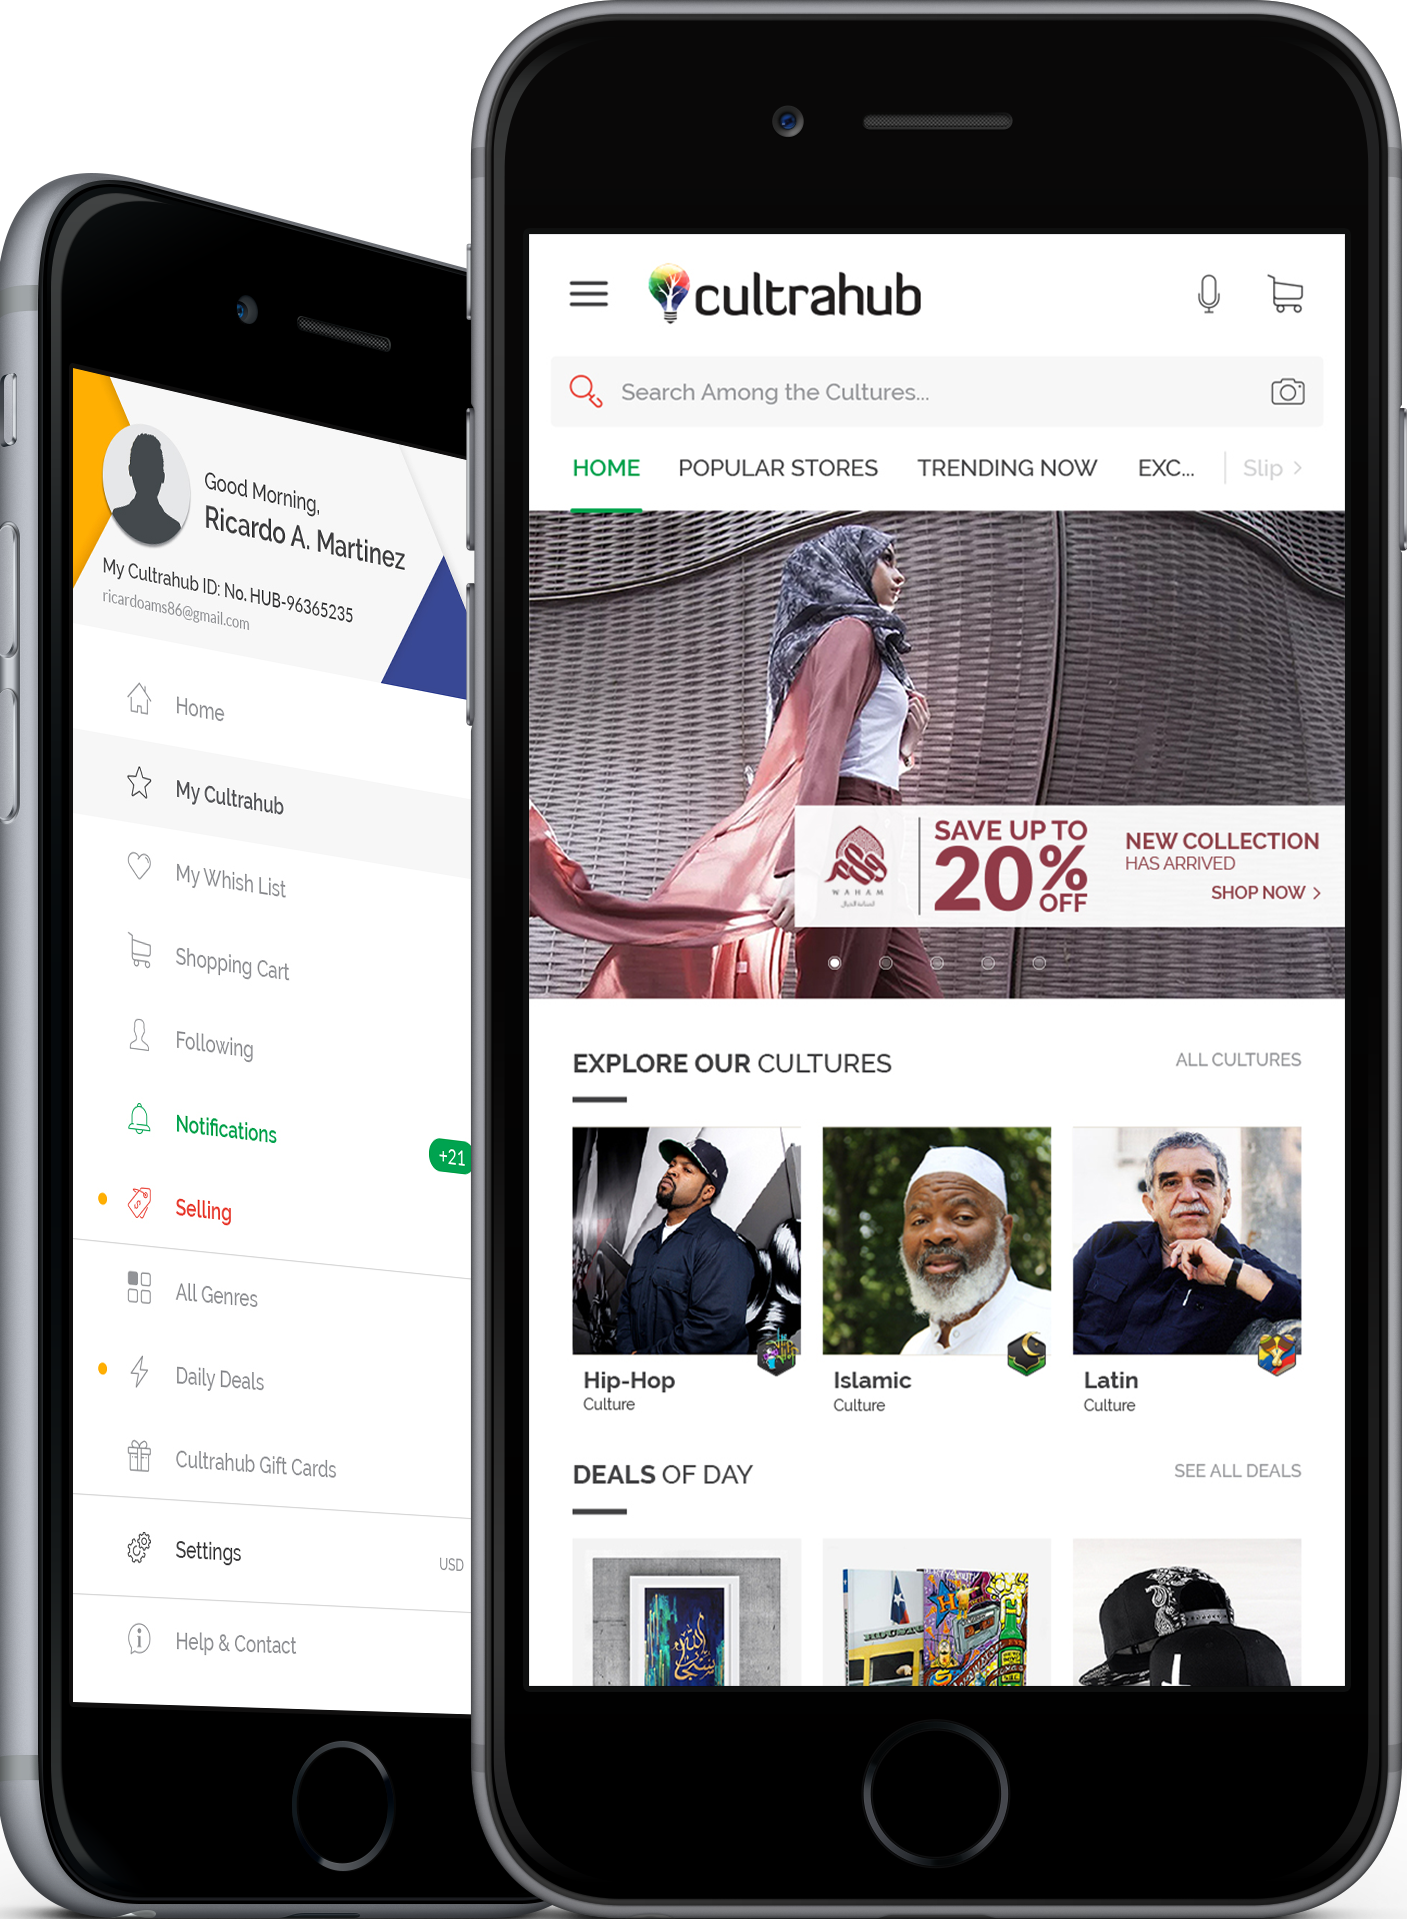 Good Morning,
Ricardo A. Martinez
My Cultrahub ID: No. HUB-96365235
ricardoams86@gmail.com
Home
My Cultrahub
My Whish List
Shopping Cart
Following
Notifications
+21
Selling
All Genres
Daily Deals
Cultrahub Gift Cards
Settings
USD
Help & Contact
cultrahub
Search Among the Cultures...
HOME
POPULAR STORES
TRENDING NOW
EXC...
Slip
WAHAM
SAVE UP TO
20%
OFF
NEW COLLECTION
HAS ARRIVED
SHOP NOW
EXPLORE OUR CULTURES
ALL CULTURES
Hip-Hop
Culture
Islamic
Culture
Latin
Culture
DEALS OF DAY
SEE ALL DEALS